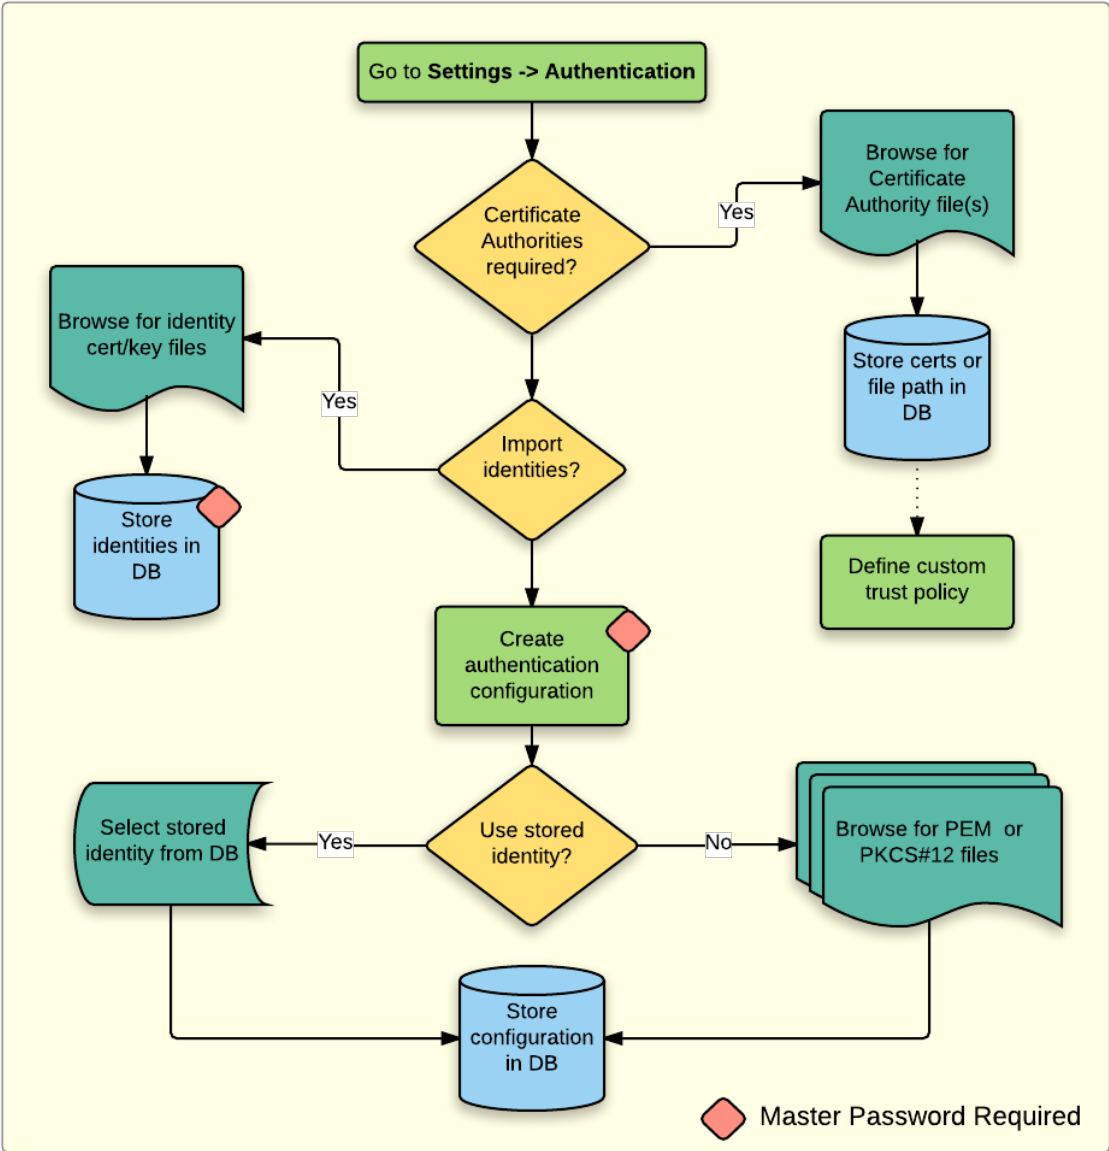 Go to Settings -> Authentication
Certificate
Authorities
required?
Yes
Browse for
Certificate
Authority file(s)
Store certs or
file path in
DB
Define custom
trust policy
Import
identities?
Yes
Browse for identity
cert/key files
Store
identities in
DB
Create
authentication
configuration
Use stored
identity?
Yes
Select stored
identity from DB
No
Browse for PEM  or
PKCS#12 files
Store
configuration
in DB
Master Password Required